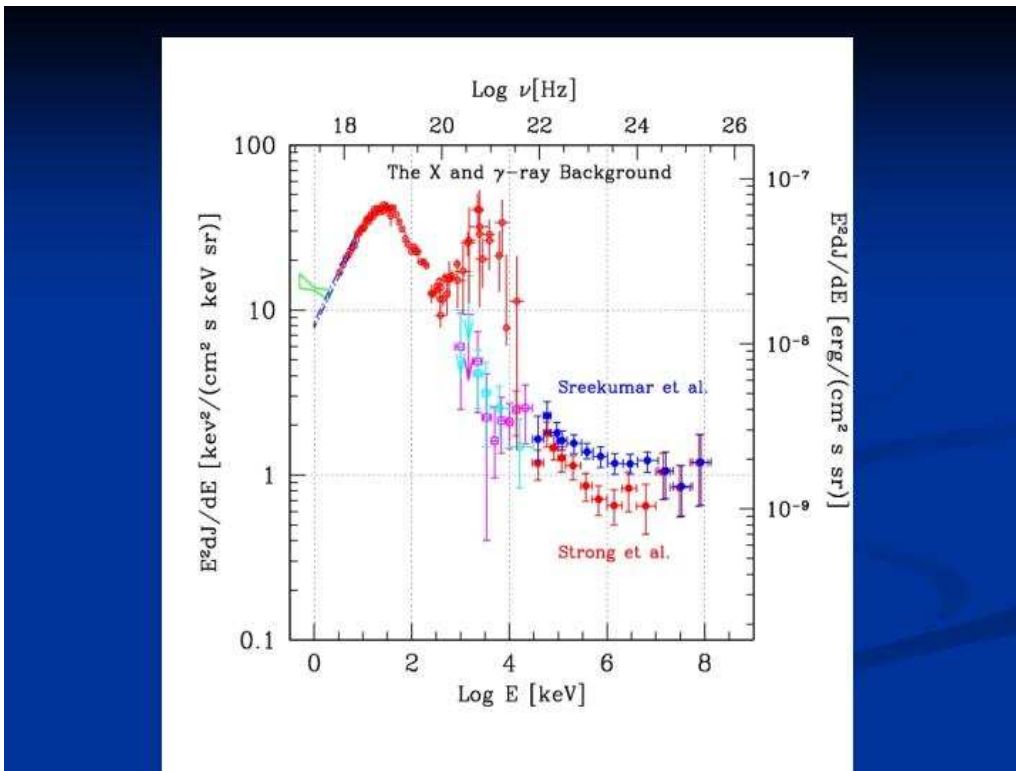 Log ν[Hz]
18 20 22 24 26
100
The X and γ-ray Background
10⁻⁷
E²dJ/dE [kev²/(cm² s keV sr)]
E²dJ/dE [erg/(cm² s sr)]
10
10⁻⁸
Sreekumar et al.
1
10⁻⁹
Strong et al.
0.1
0 2 4 6 8
Log E [keV]